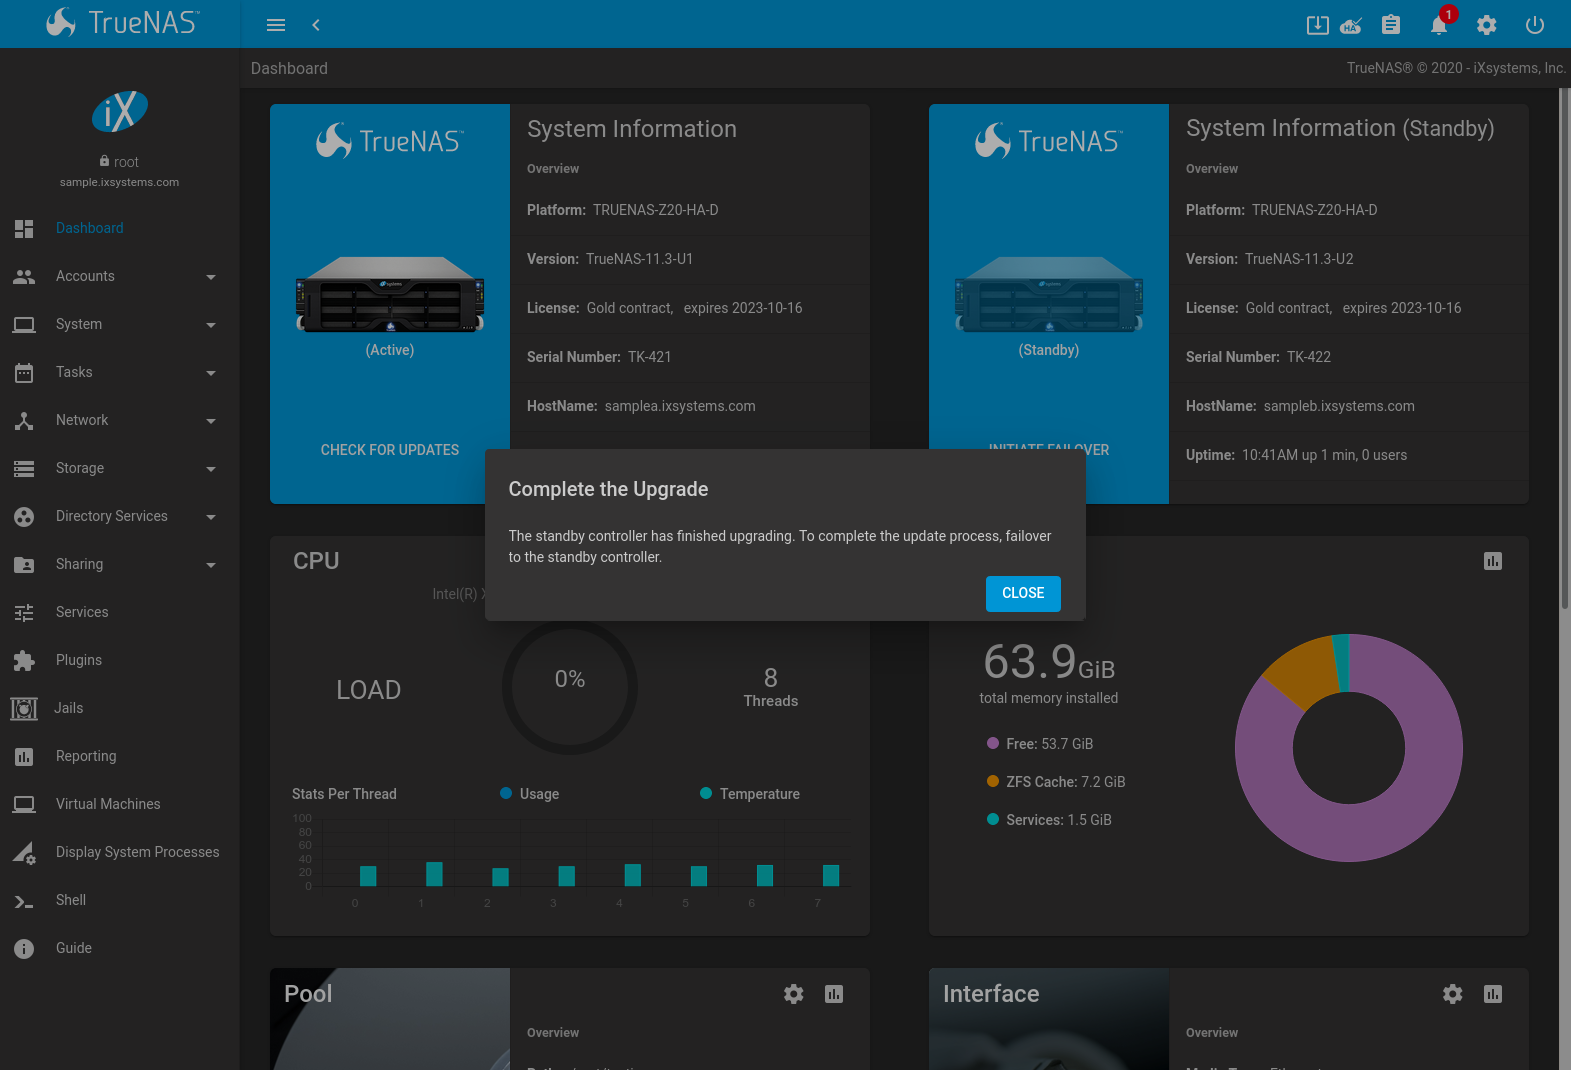 TrueNAS™
HA
1
Dashboard
TrueNAS® © 2020 - iXsystems, Inc.
iX
root
sample.ixsystems.com
Dashboard
Accounts
System
Tasks
Network
Storage
Directory Services
Sharing
Services
Plugins
Jails
Reporting
Virtual Machines
Display System Processes
Shell
Guide
TrueNAS™
(Active)
CHECK FOR UPDATES
System Information
Overview
Platform: TRUENAS-Z20-HA-D
Version: TrueNAS-11.3-U1
License: Gold contract, expires 2023-10-16
Serial Number: TK-421
HostName: samplea.ixsystems.com
TrueNAS™
(Standby)
INITIATE FAILOVER
System Information (Standby)
Overview
Platform: TRUENAS-Z20-HA-D
Version: TrueNAS-11.3-U2
License: Gold contract, expires 2023-10-16
Serial Number: TK-422
HostName: sampleb.ixsystems.com
Uptime: 10:41AM up 1 min, 0 users
Complete the Upgrade
The standby controller has finished upgrading. To complete the update process, failover
to the standby controller.
CLOSE
CPU
Intel(R)
LOAD
0%
8
Threads
Stats Per Thread
Usage
Temperature
100
80
60
40
20
0
0 1 2 3 4 5 6 7
63.9GiB
total memory installed
Free: 53.7 GiB
ZFS Cache: 7.2 GiB
Services: 1.5 GiB
Pool
Overview
Interface
Overview